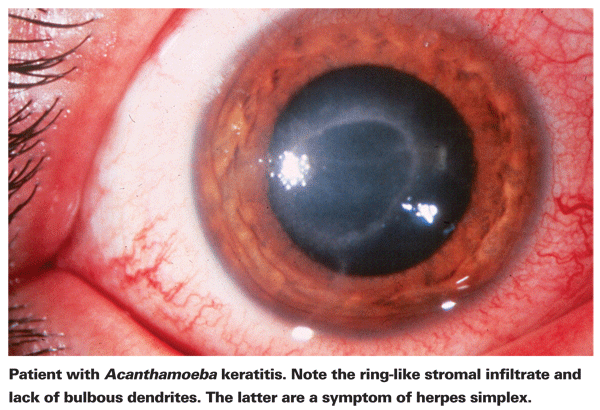 Patient with Acanthamoeba keratitis. Note the ring-like stromal infiltrate and
lack of bulbous dendrites. The latter are a symptom of herpes simplex.